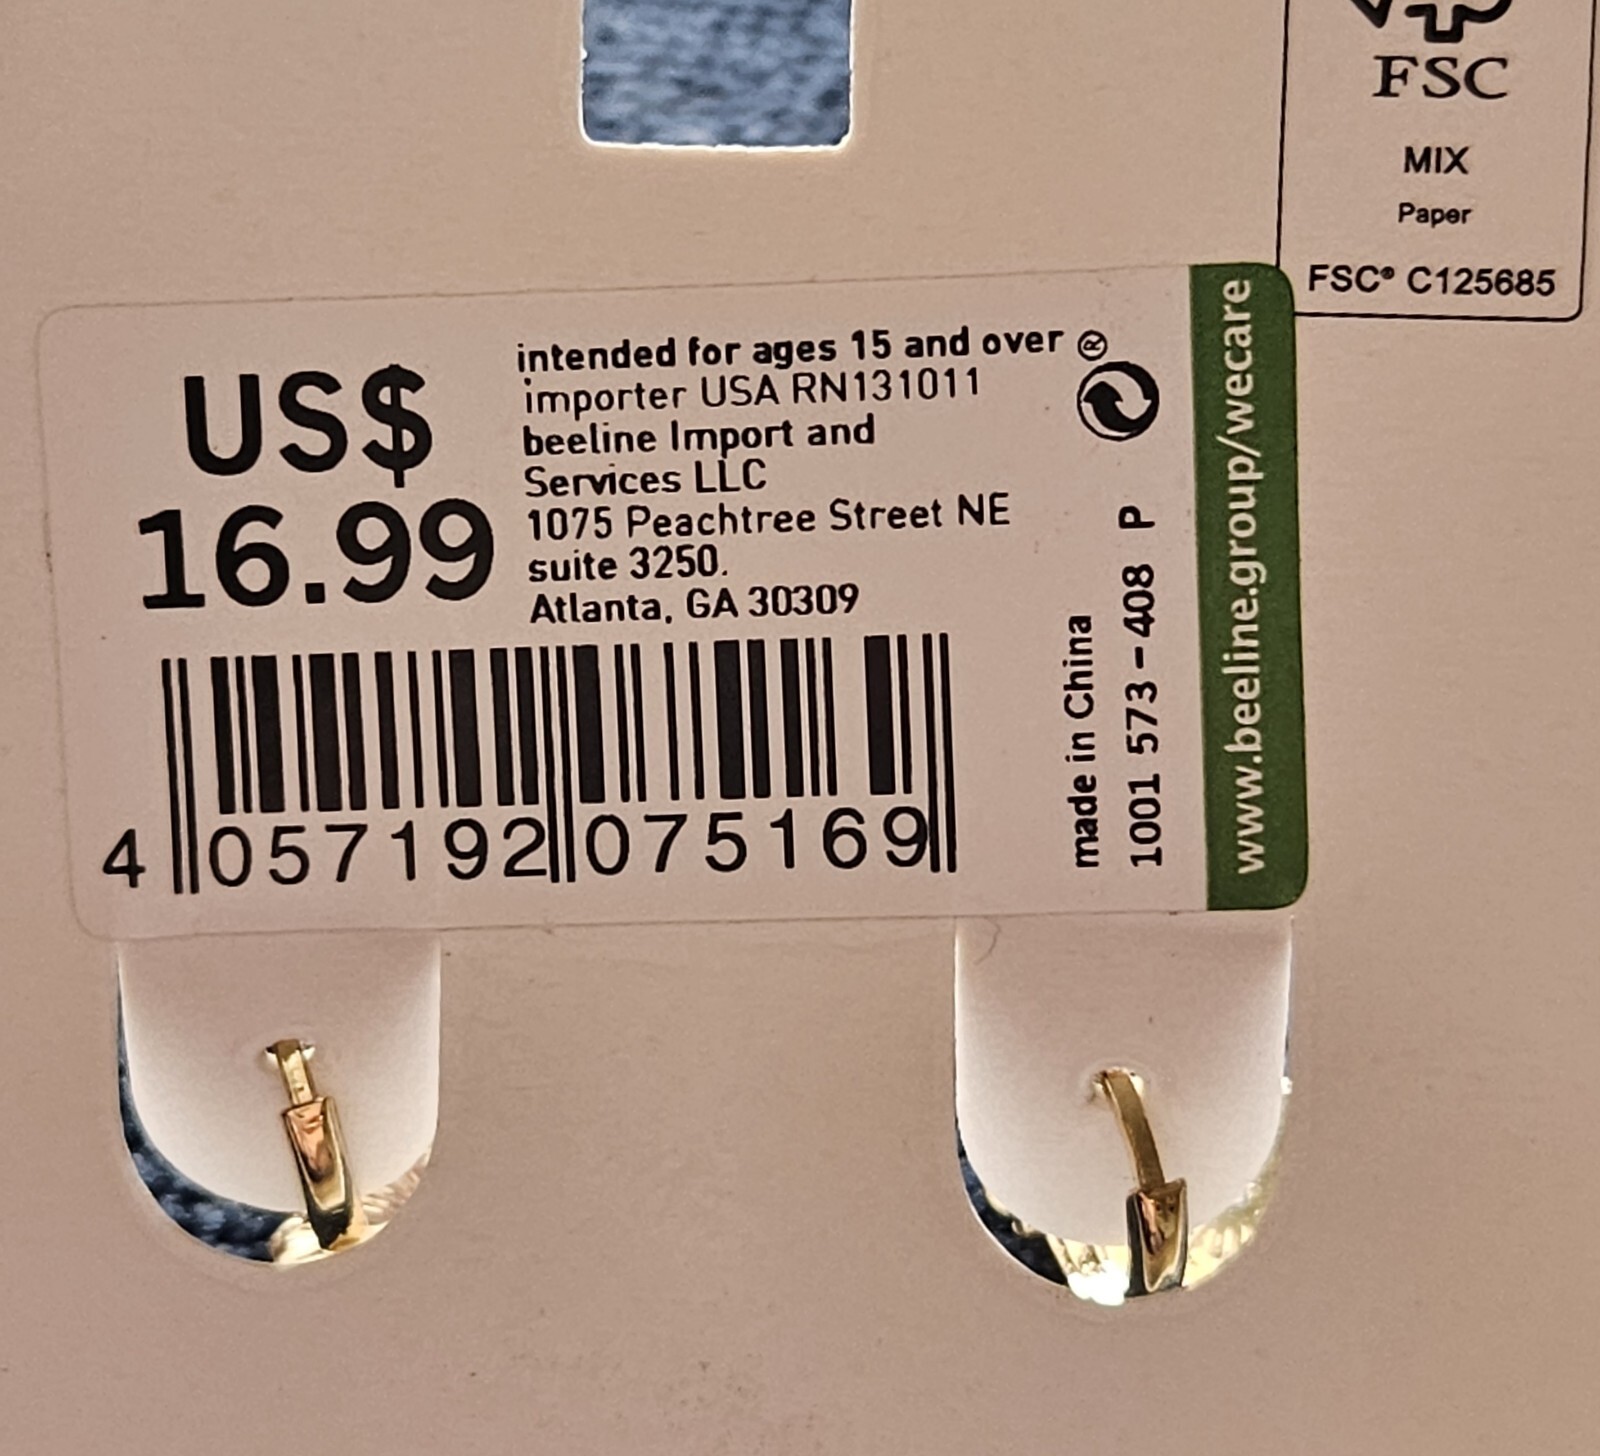 FSC
MIX
Paper
FSC® C125685
US$
16.99
intended for ages 15 and over ®
importer USA RN131011
beeline Import and
Services LLC
1075 Peachtree Street NE
suite 3250.
Atlanta, GA 30309
4 057192 075169
made in China
1001 573 - 408 P
www.beeline.group/wecare